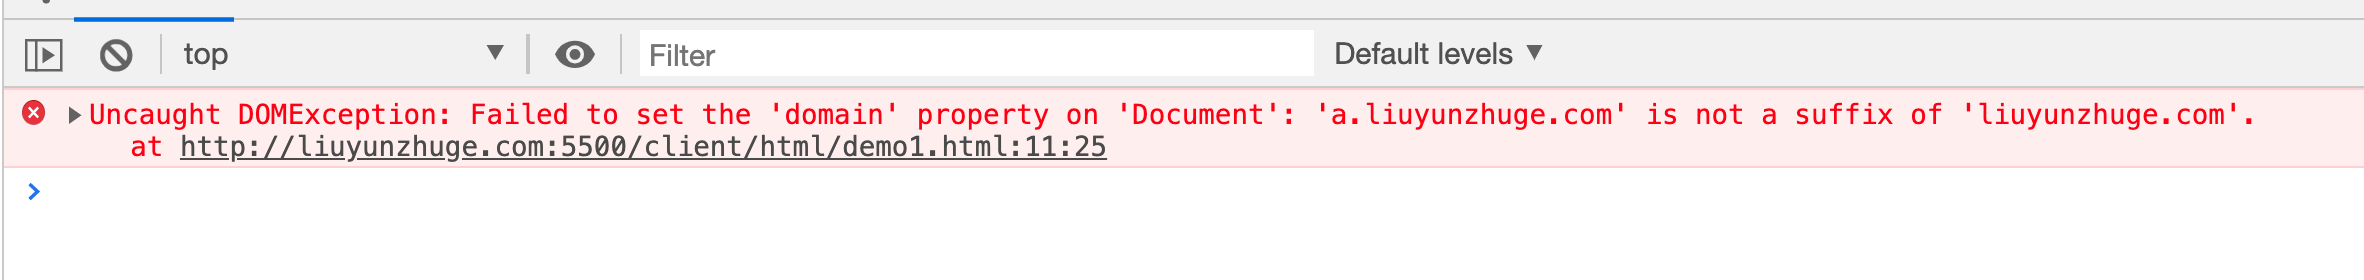 top
Filter
Default levels
Uncaught DOMException: Failed to set the 'domain' property on 'Document': 'a.liuyunzhuge.com' is not a suffix of 'liuyunzhuge.com'.
at http://liuyunzhuge.com:5500/client/html/demo1.html:11:25